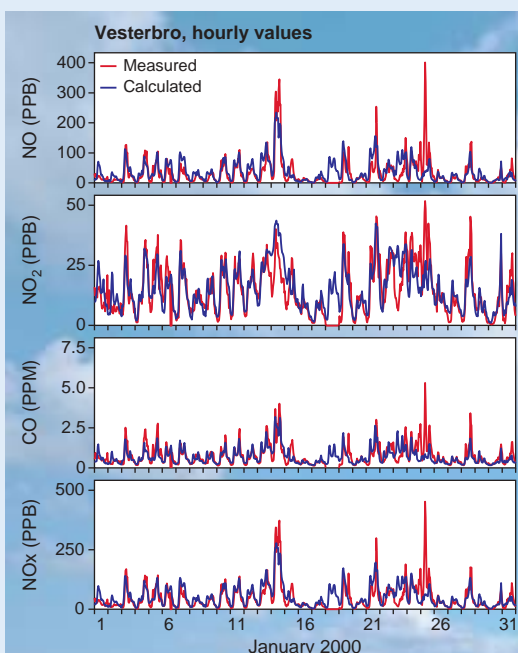 Vesterbro, hourly values
Measured
Calculated
NO (PPB)
400
300
200
100
0
NO₂ (PPB)
50
25
0
CO (PPM)
7.5
5.0
2.5
0
NOx (PPB)
500
250
0
1 6 11 16 21 26 31
January 2000